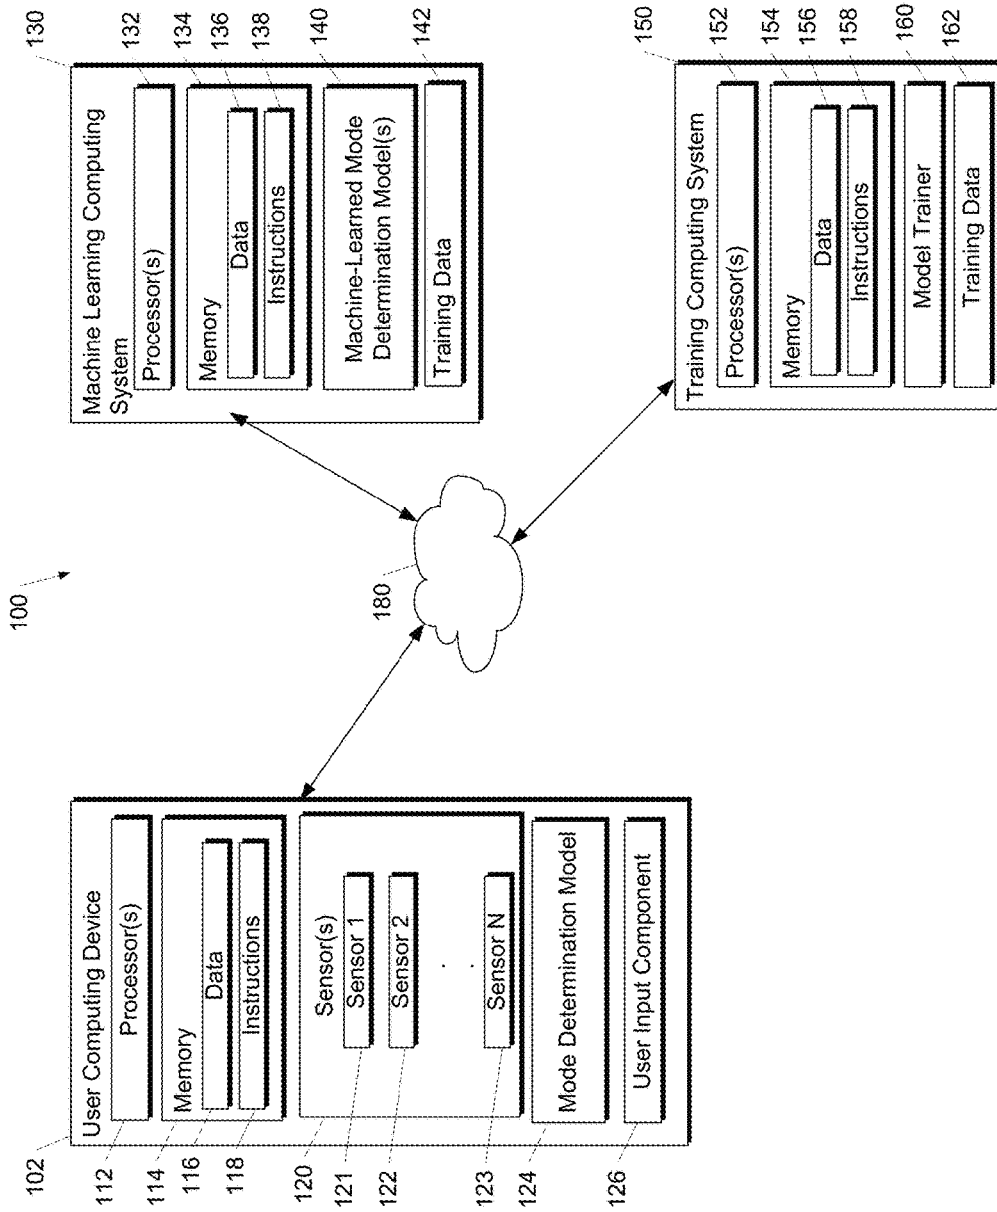 100
102
User Computing Device
112
Processor(s)
114
Memory
116
Data
118
Instructions
120
Sensor(s)
121
Sensor 1
122
Sensor 2
123
Sensor N
124
Mode Determination Model
126
User Input Component
180
130
Machine Learning Computing
System
132
Processor(s)
134
Memory
136
Data
138
Instructions
140
Machine-Learned Mode
Determination Model(s)
142
Training Data
150
Training Computing System
152
Processor(s)
154
Memory
156
Data
158
Instructions
160
Model Trainer
162
Training Data